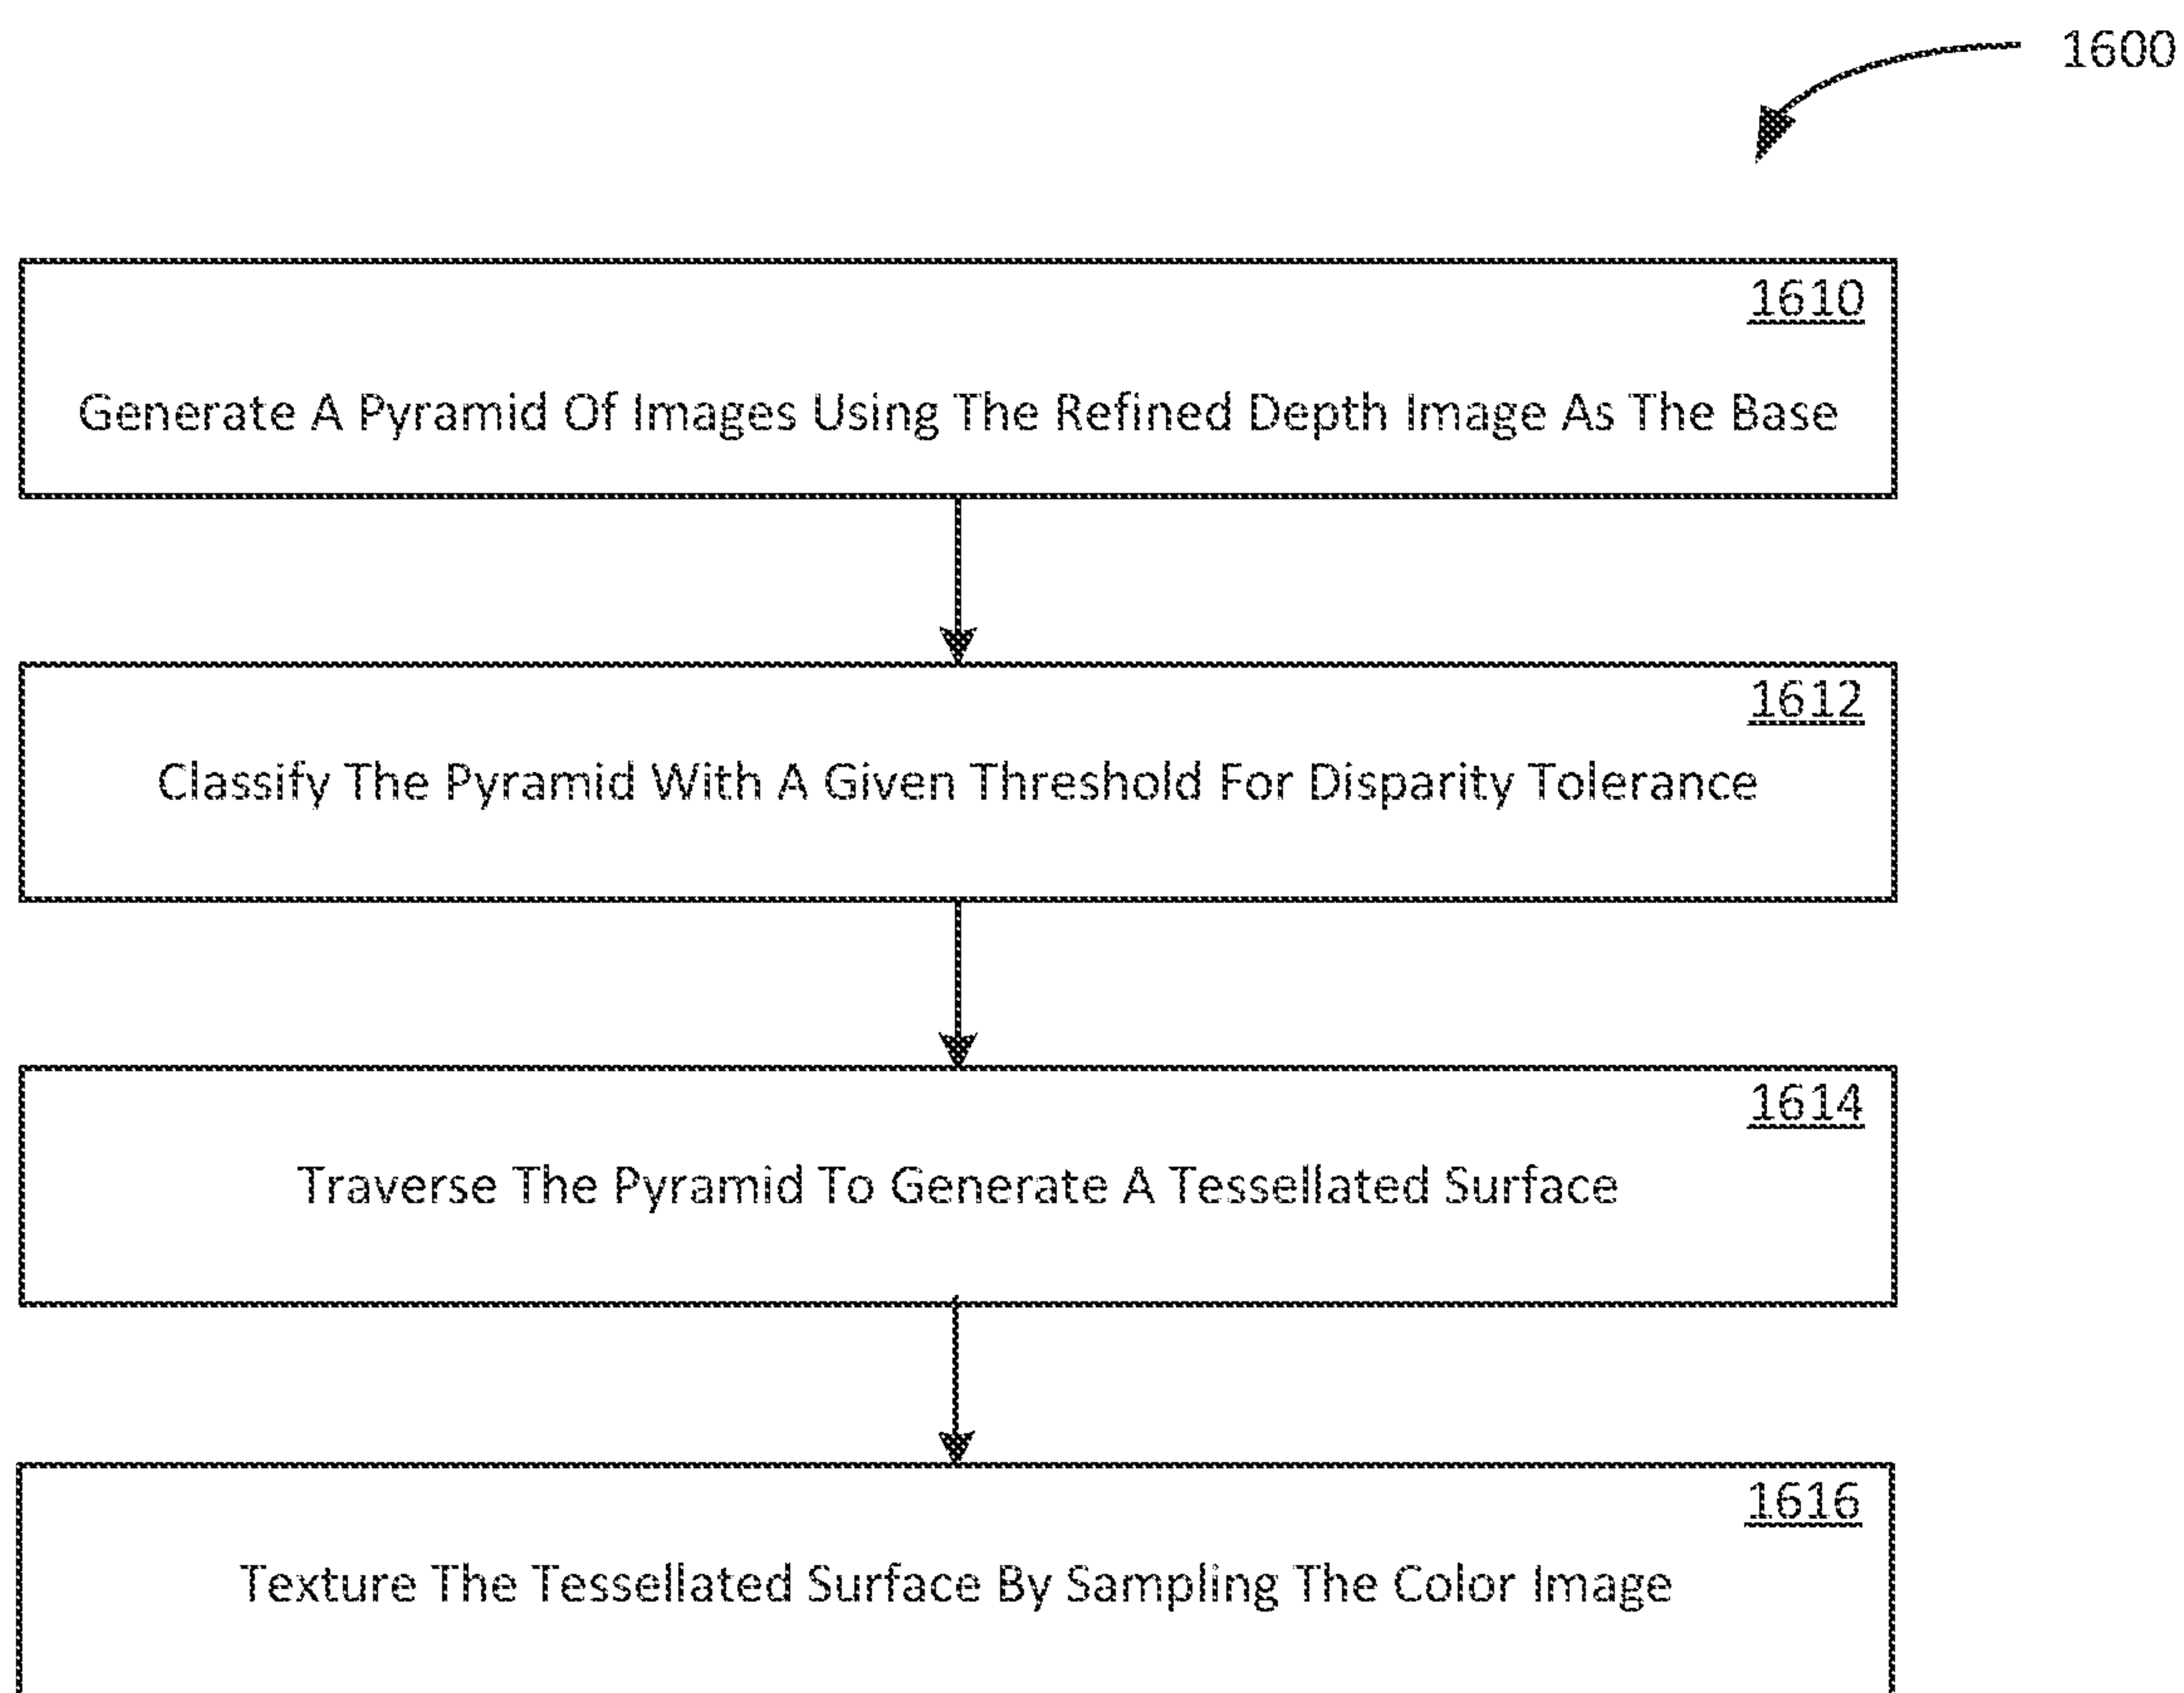 1600
1610
Generate A Pyramid Of Images Using The Refined Depth Image As The Base
1612
Classify The Pyramid With A Given Threshold For Disparity Tolerance
1614
Traverse The Pyramid To Generate A Tessellated Surface
1616
Texture The Tessellated Surface By Sampling The Color Image